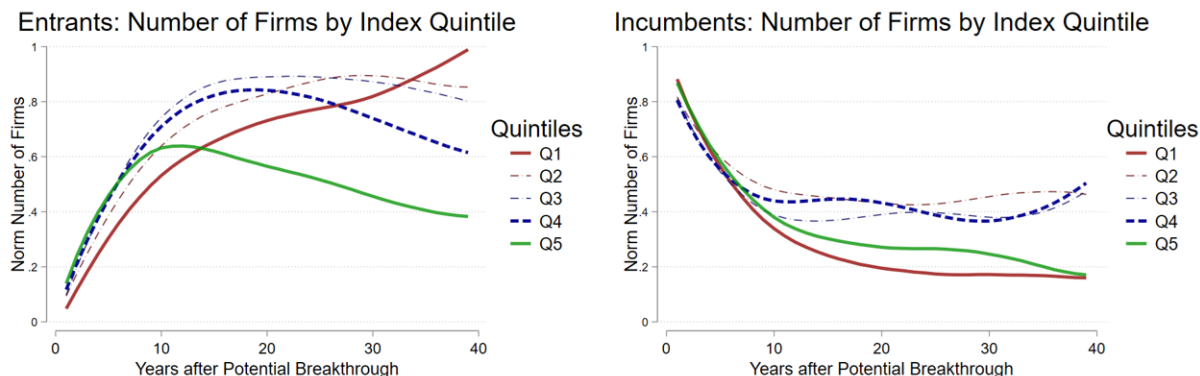 Entrants: Number of Firms by Index Quintile
Norm Number of Firms
1
.8
.6
.4
.2
0
0 10 20 30 40
Years after Potential Breakthrough
Quintiles
Q1
Q2
Q3
Q4
Q5
Incumbents: Number of Firms by Index Quintile
Norm Number of Firms
1
.8
.6
.4
.2
0
0 10 20 30 40
Years after Potential Breakthrough
Quintiles
Q1
Q2
Q3
Q4
Q5